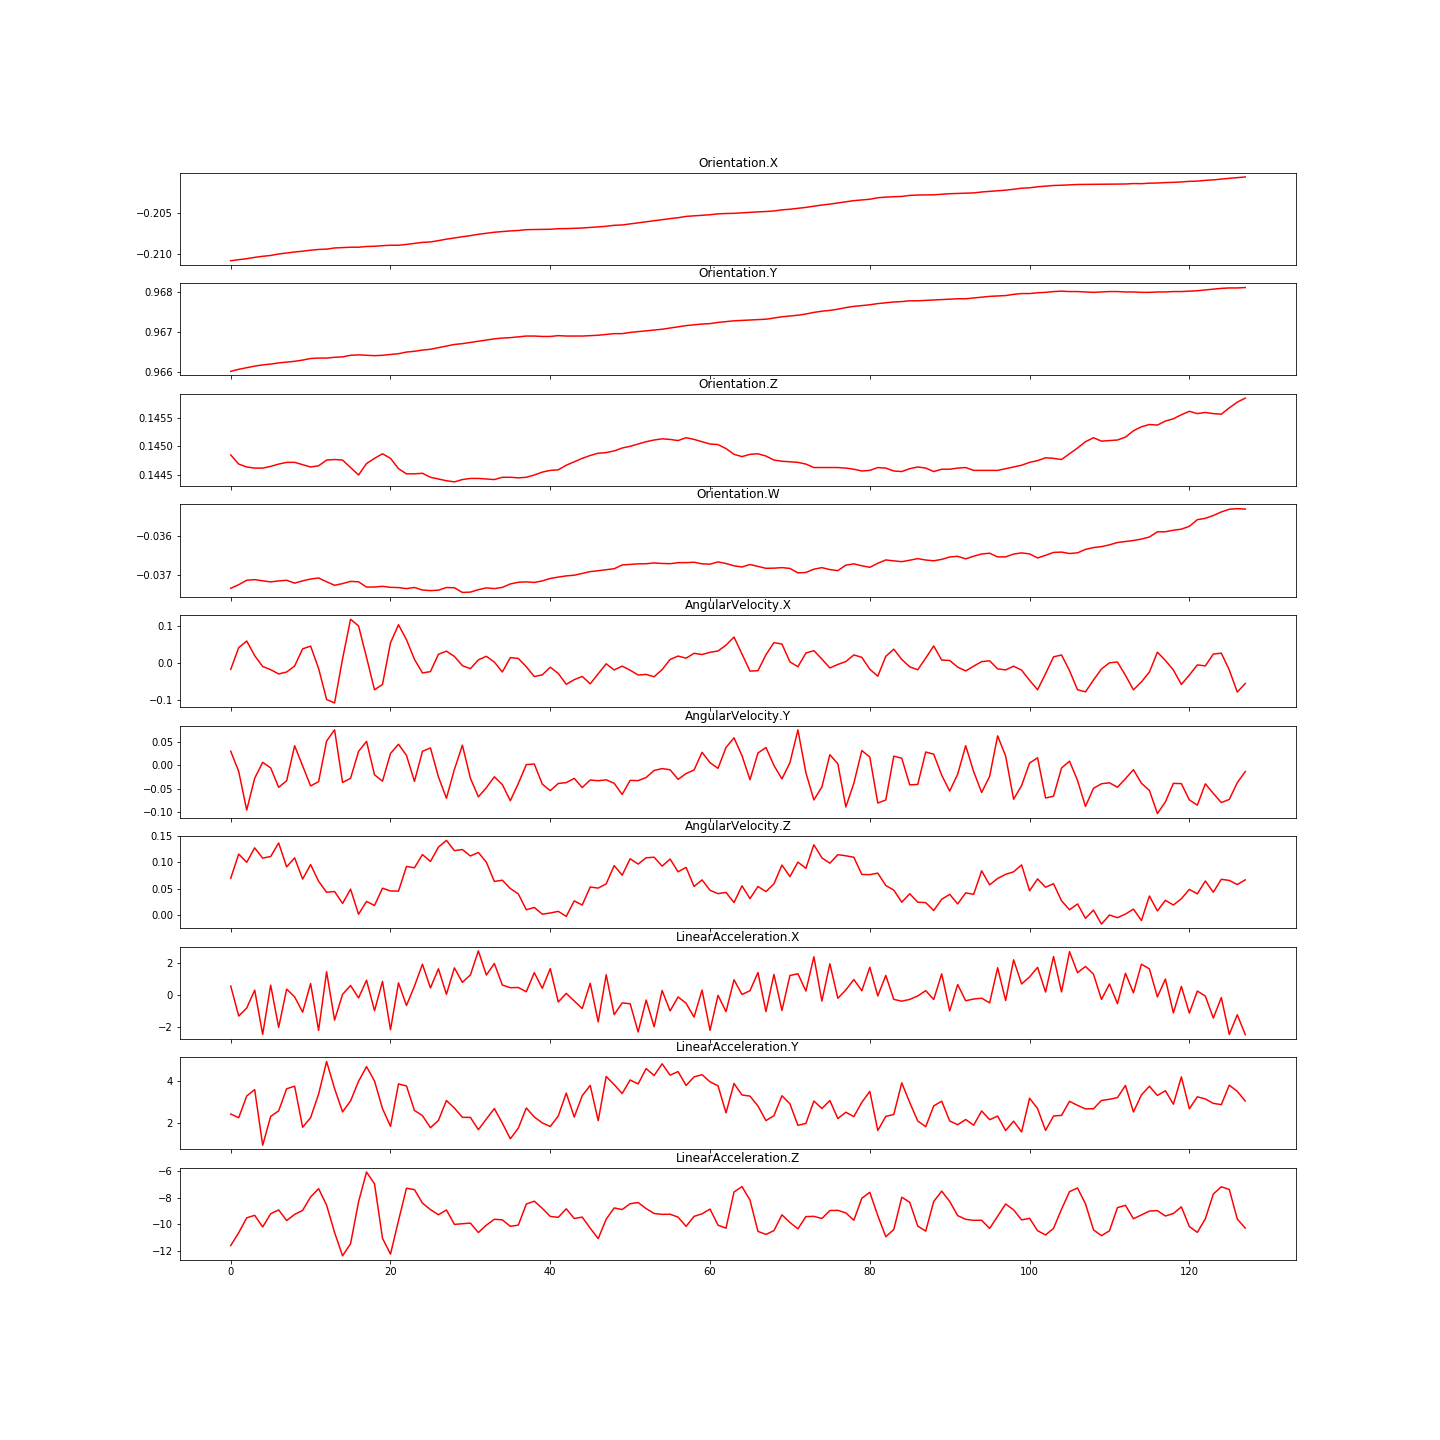 Orientation.X
−0.205
−0.210
Orientation.Y
0.968
0.967
0.966
Orientation.Z
0.1455
0.1450
0.1445
Orientation.W
−0.036
−0.037
AngularVelocity.X
0.1
0.0
−0.1
AngularVelocity.Y
0.05
0.00
−0.05
−0.10
AngularVelocity.Z
0.15
0.10
0.05
0.00
LinearAcceleration.X
2
0
−2
LinearAcceleration.Y
4
2
LinearAcceleration.Z
−6
−8
−10
−12
0 20 40 60 80 100 120